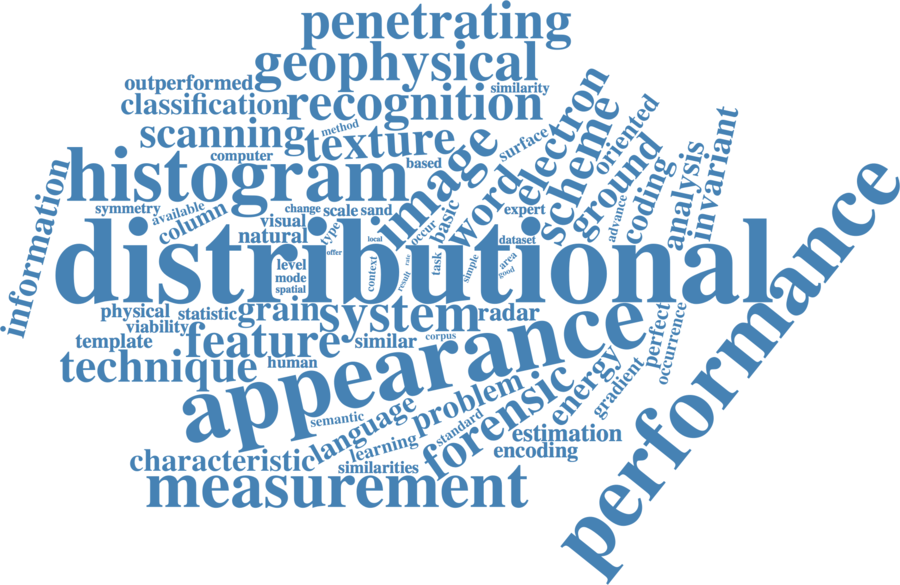 penetrating
geophysical
outperformed
similarity
classification
recognition
scanning
method
texture
computer
based
surface
electron
scheme
oriented
histogram
image
word
ground
coding
analysis
invariant
information
symmetry
available
column
visual
change
scale
sand
natural
type
offer
local
occur
basic
expert
advance
distributional
level
mode
spatial
context
result
raw
task
simple
dataset
area
good
performance
physical
statistic
grain
system
radar
viability
template
feature
similar
corpus
technique
human
appearance
perfect
occurrence
energy
gradient
semantic
language
problem
forensic
learning
standard
estimation
characteristic
similarities
encoding
measurement